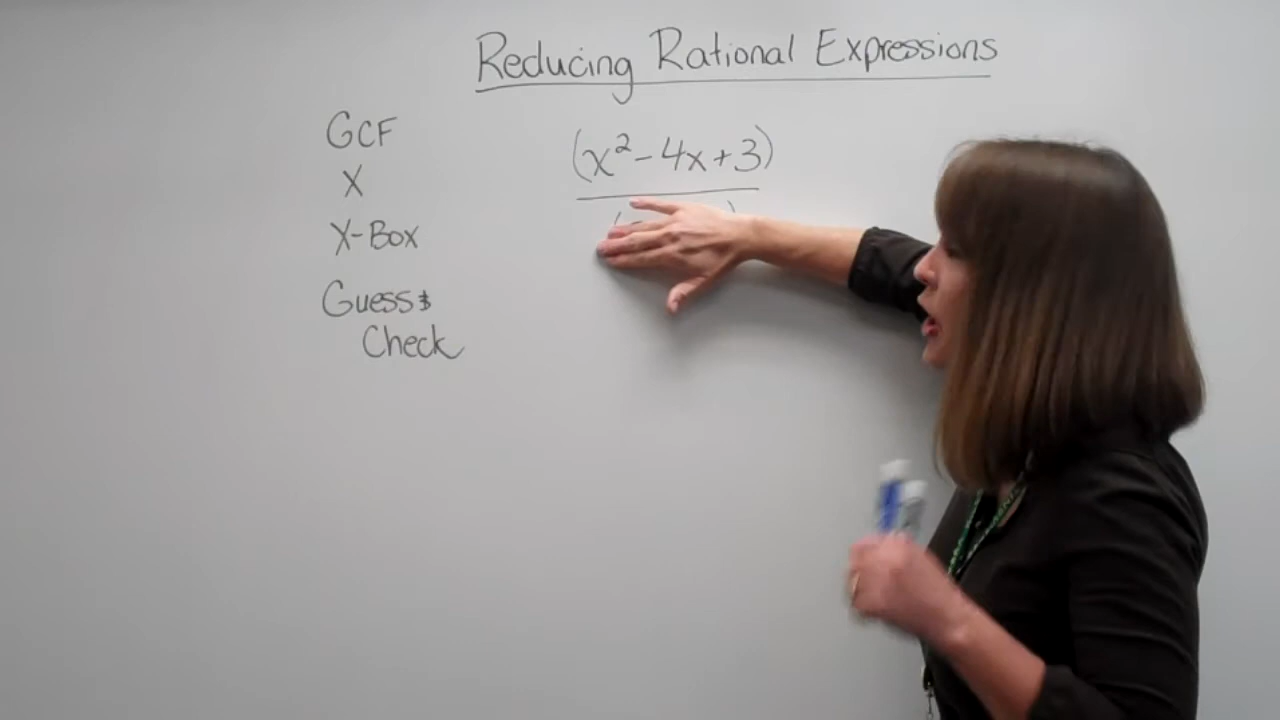 Reducing Rational Expressions
GCF
X
X-Box
Guess &
Check
(x² - 4x + 3)